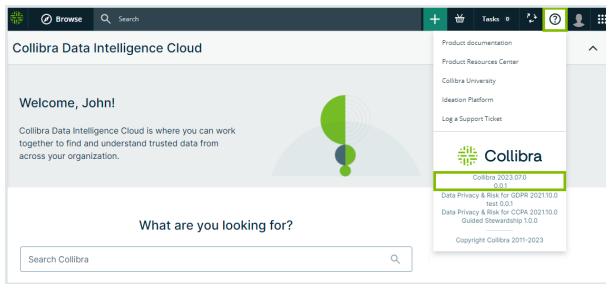 Browse
Search
Tasks 0
?
Collibra Data Intelligence Cloud
Product documentation
Product Resources Center
Collibra University
Ideation Platform
Log a Support Ticket
Welcome, John!
Collibra Data Intelligence Cloud is where you can work
together to find and understand trusted data from
across your organization.
Collibra
Collibra 2023.07.0
0.0.1
Data Privacy & Risk for GDPR 2021.10.0
test 0.0.1
Data Privacy & Risk for CCPA 2021.10.0
Guided Stewardship 1.0.0
Copyright Collibra 2011-2023
What are you looking for?
Search Collibra